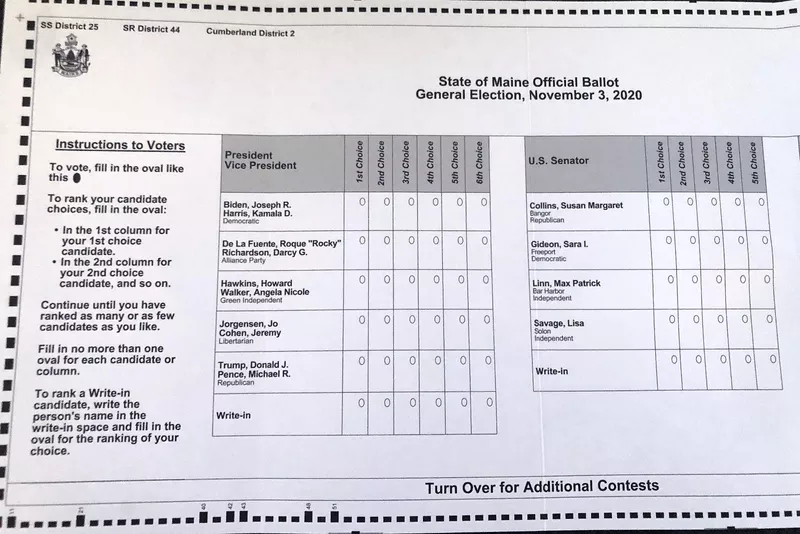 SS District 25 SR District 44 Cumberland District 2
MAINE
State of Maine Official Ballot
General Election, November 3, 2020
Instructions to Voters
To vote, fill in the oval like
this
To rank your candidate
choices, fill in the oval:
• In the 1st column for
your 1st choice
candidate.
• In the 2nd column for
your 2nd choice
candidate, and so on.
Continue until you have
ranked as many or as few
candidates as you like.
Fill in no more than one
oval for each candidate or
column.
To rank a Write-in
candidate, write the
person's name in the
write-in space and fill in the
oval for the ranking of your
choice.
President
Vice President
1st Choice
2nd Choice
3rd Choice
4th Choice
5th Choice
6th Choice
Biden, Joseph R.
Harris, Kamala D.
Democratic
De La Fuente, Roque "Rocky"
Richardson, Darcy G.
Alliance Party
Hawkins, Howard
Walker, Angela Nicole
Green Independent
Jorgensen, Jo
Cohen, Jeremy
Libertarian
Trump, Donald J.
Pence, Michael R.
Republican
Write-in
U.S. Senator
1st Choice
2nd Choice
3rd Choice
4th Choice
5th Choice
Collins, Susan Margaret
Bangor
Republican
Gideon, Sara I.
Freeport
Democratic
Linn, Max Patrick
Bar Harbor
Independent
Savage, Lisa
Solon
Independent
Write-in
Turn Over for Additional Contests
11 21 40 42 43 48 51